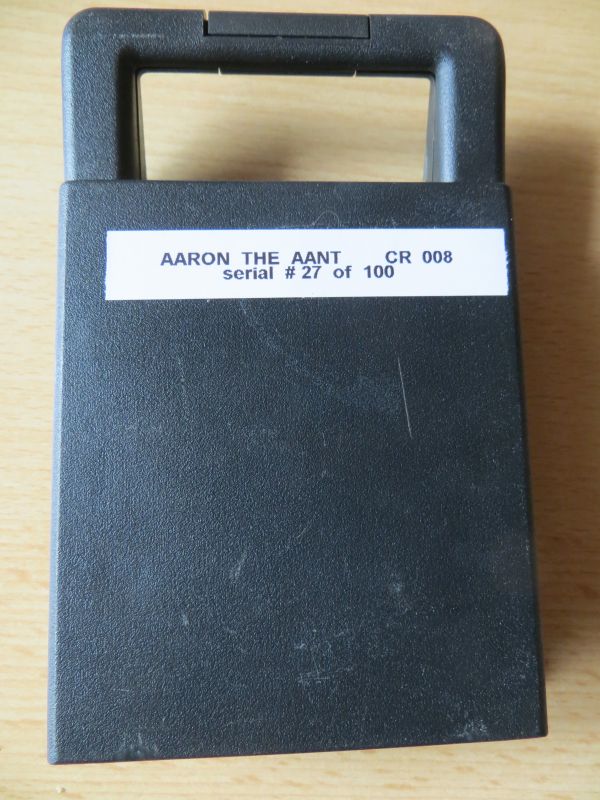 AARON THE AANT CR 008
serial # 27 of 100